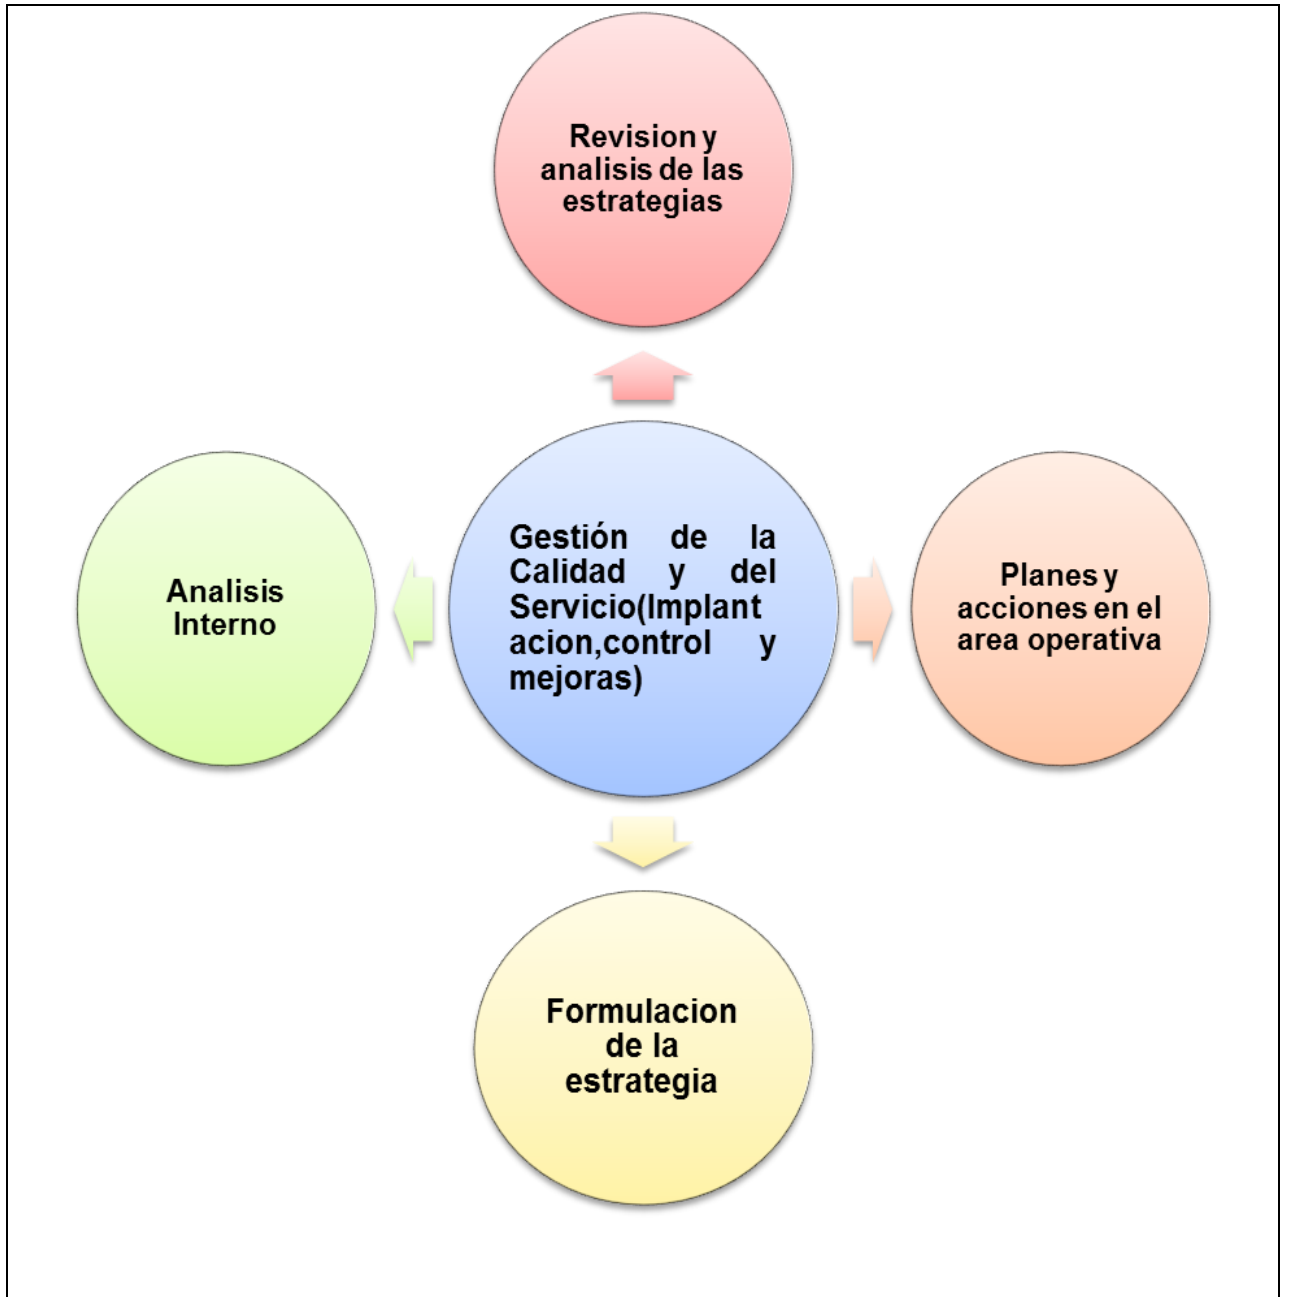 Revision y
analisis de las
estrategias
Analisis
Interno
Gestión de la
Calidad y del
Servicio(Implant
acion,control y
mejoras)
Planes y
acciones en el
area operativa
Formulacion
de la
estrategia